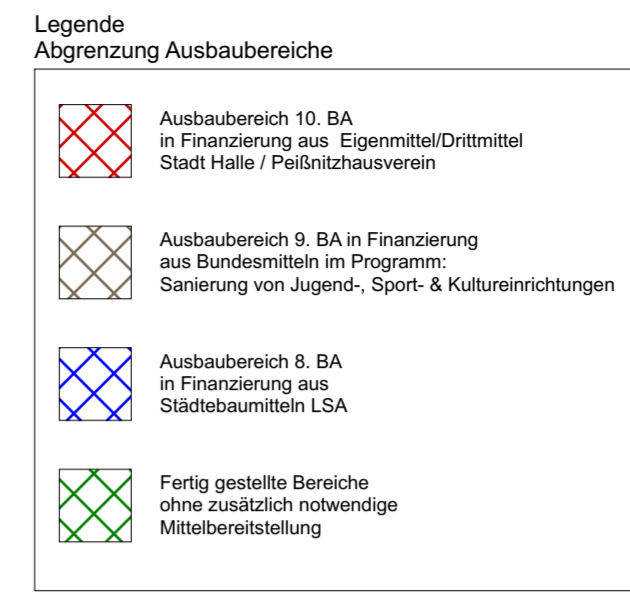 Legende
Abgrenzung Ausbaubereiche
Ausbaubereich 10. BA
in Finanzierung aus Eigenmittel/Drittmittel
Stadt Halle / Peißnitzhausverein
Ausbaubereich 9. BA in Finanzierung
aus Bundesmitteln im Programm:
Sanierung von Jugend-, Sport- & Kultureinrichtungen
Ausbaubereich 8. BA
in Finanzierung aus
Städtebaumitteln LSA
Fertig gestellte Bereiche
ohne zusätzlich notwendige
Mittelbereitstellung